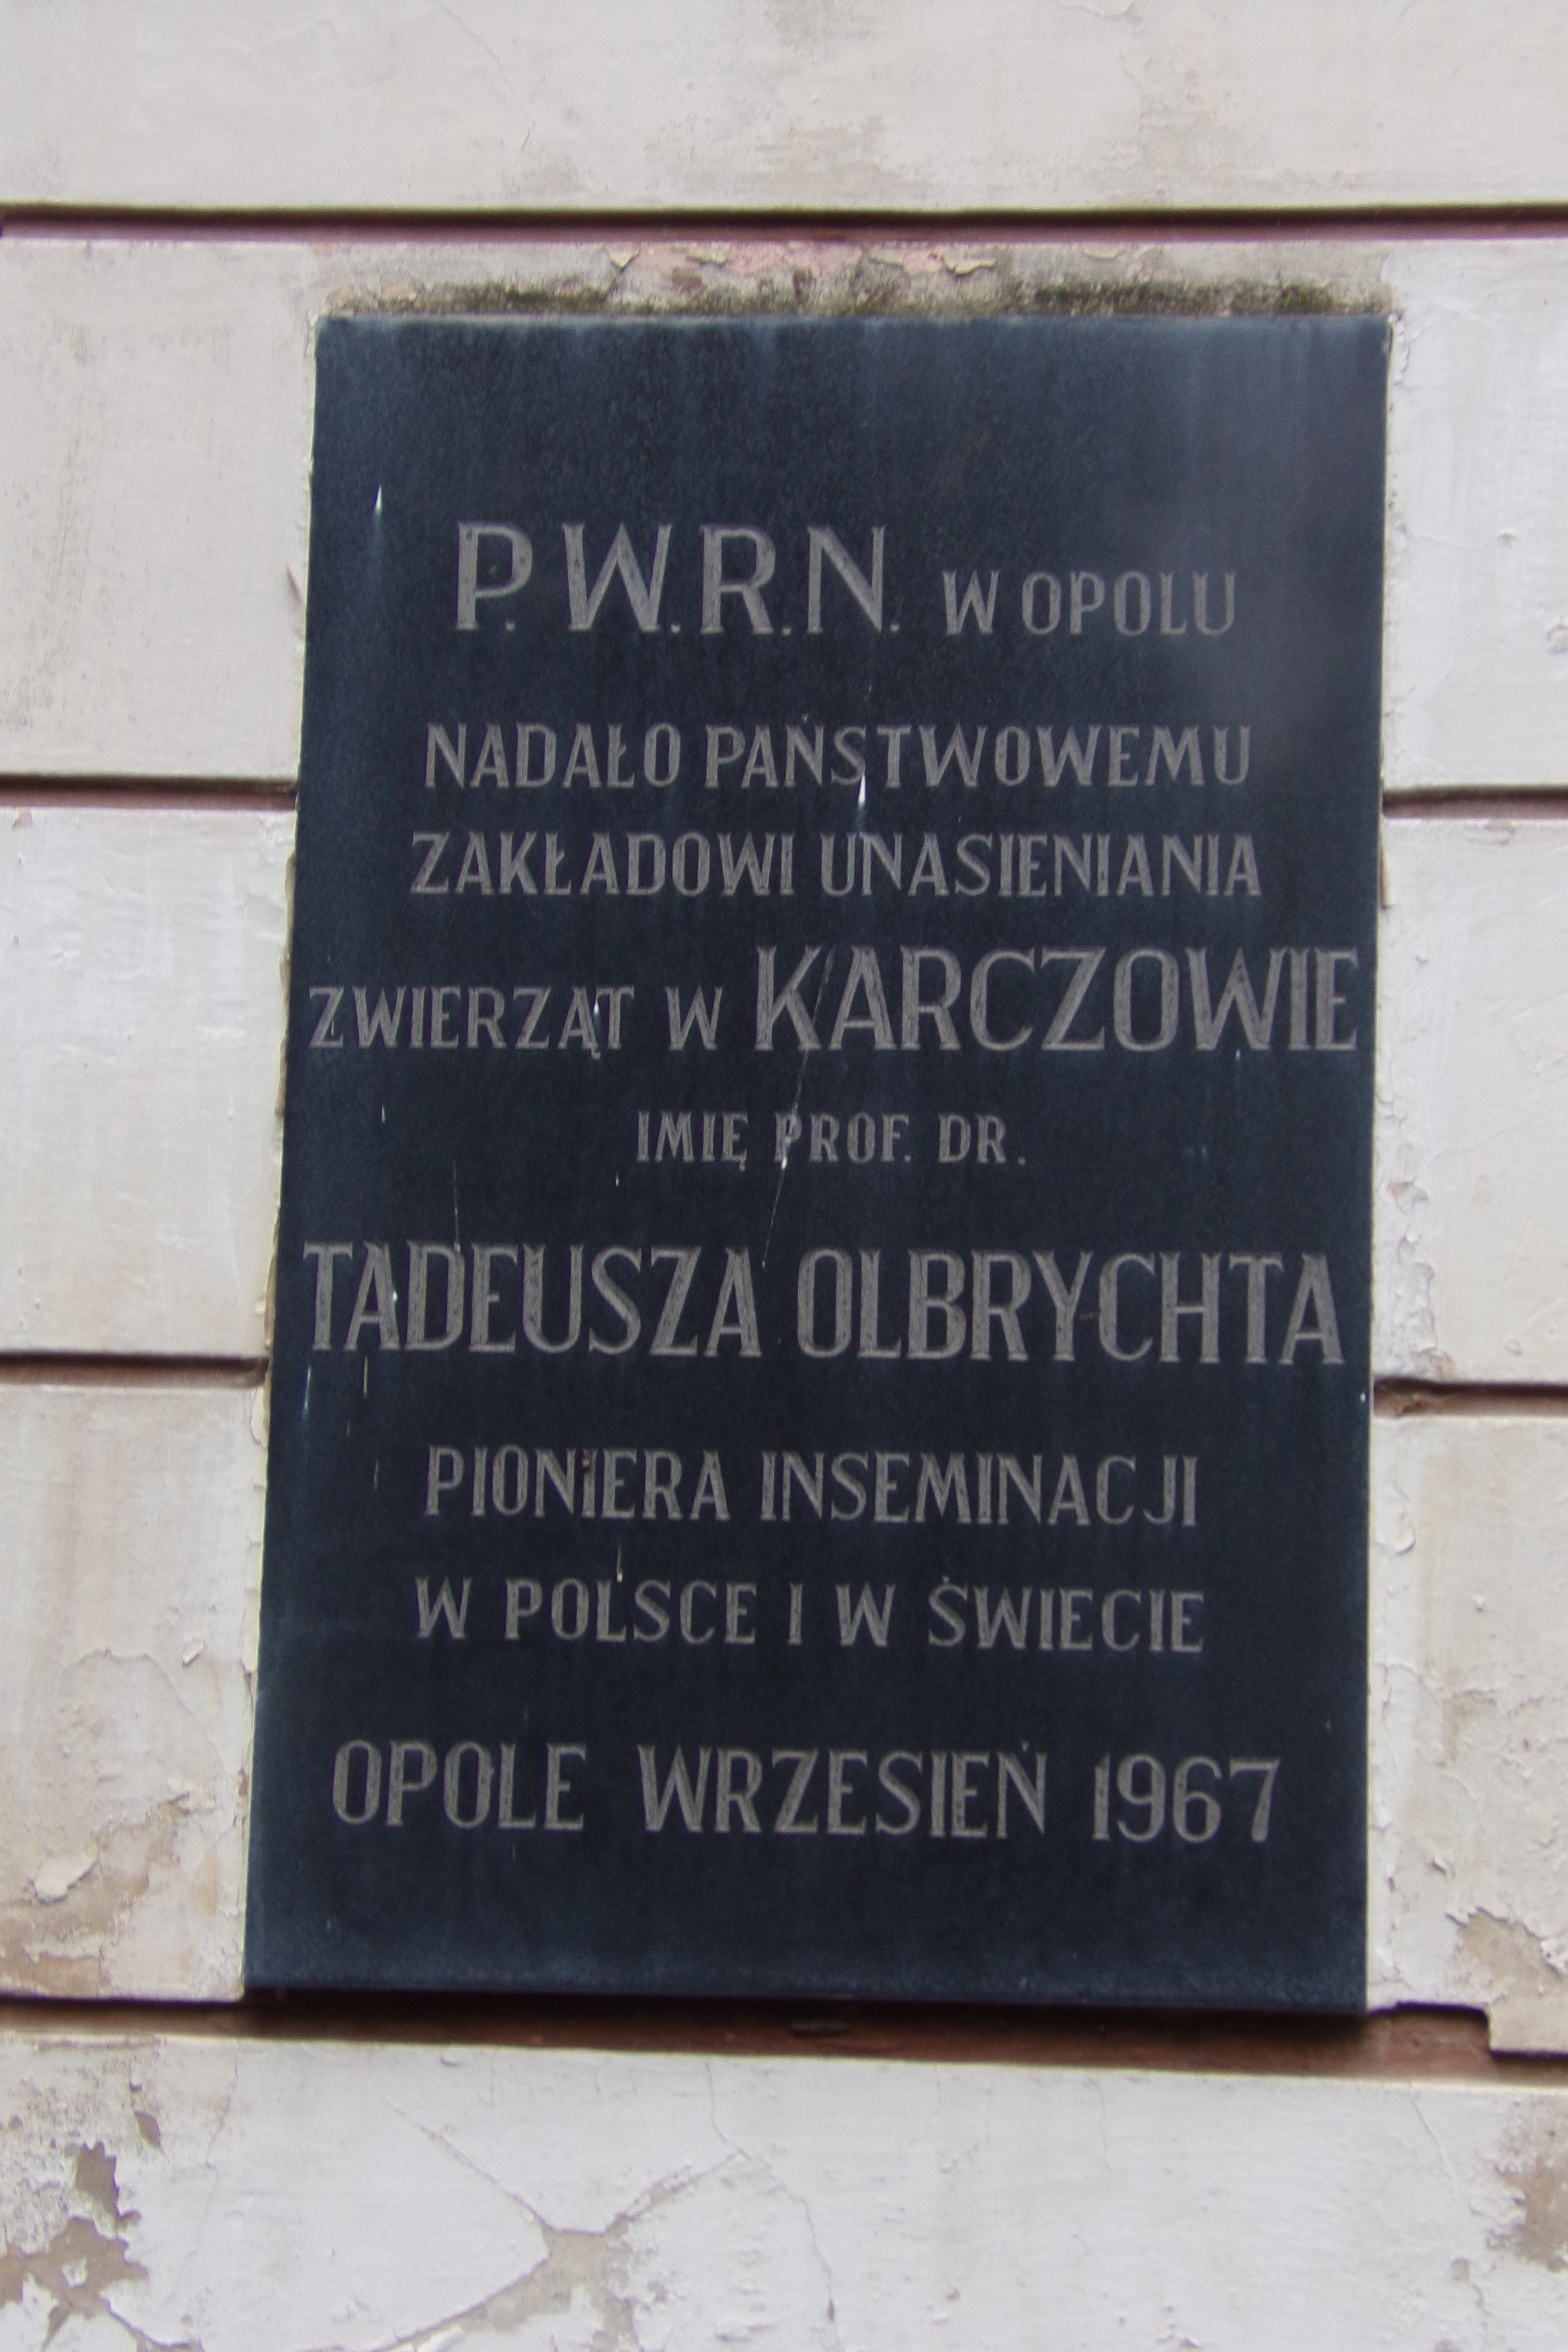 P.W.R.N. W OPOLU
NADAŁO PAŃSTWOWEMU
ZAKŁADOWI UNASIENIANIA
ZWIERZĄT W KARCZOWIE
IMIĘ PROF. DR.
TADEUSZA OLBRYCHTA
PIONIERA INSEMINACJI
W POLSCE I W ŚWIECIE
OPOLE WRZESIEŃ 1967